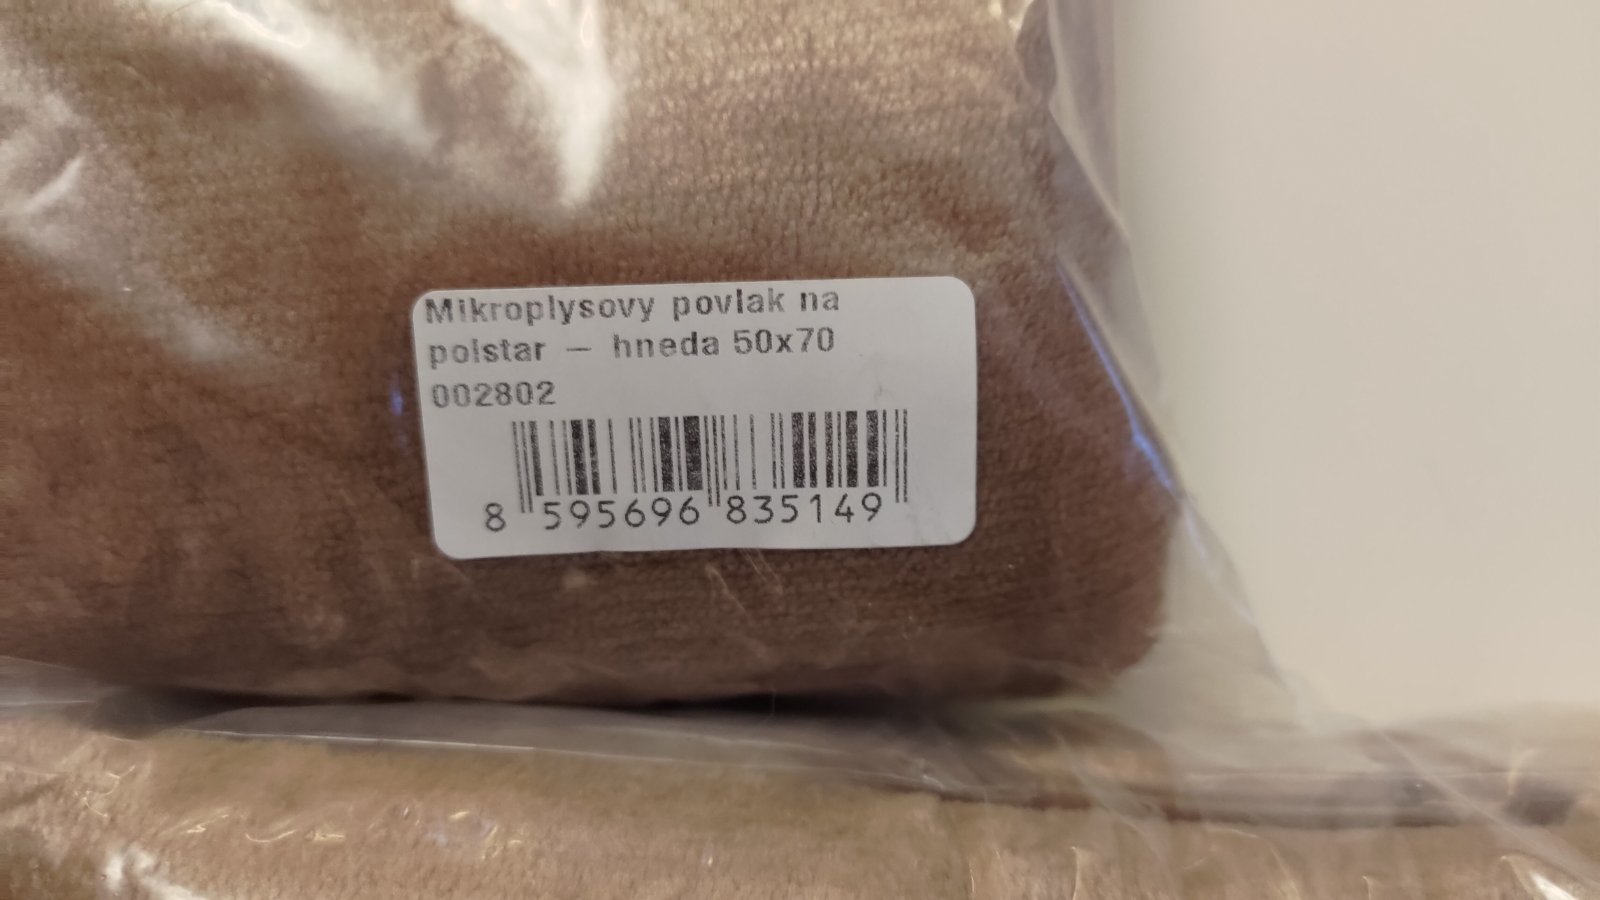 Mikroplysovy povlak na
polstar — hneda 50x70
002802
8 595696 835149